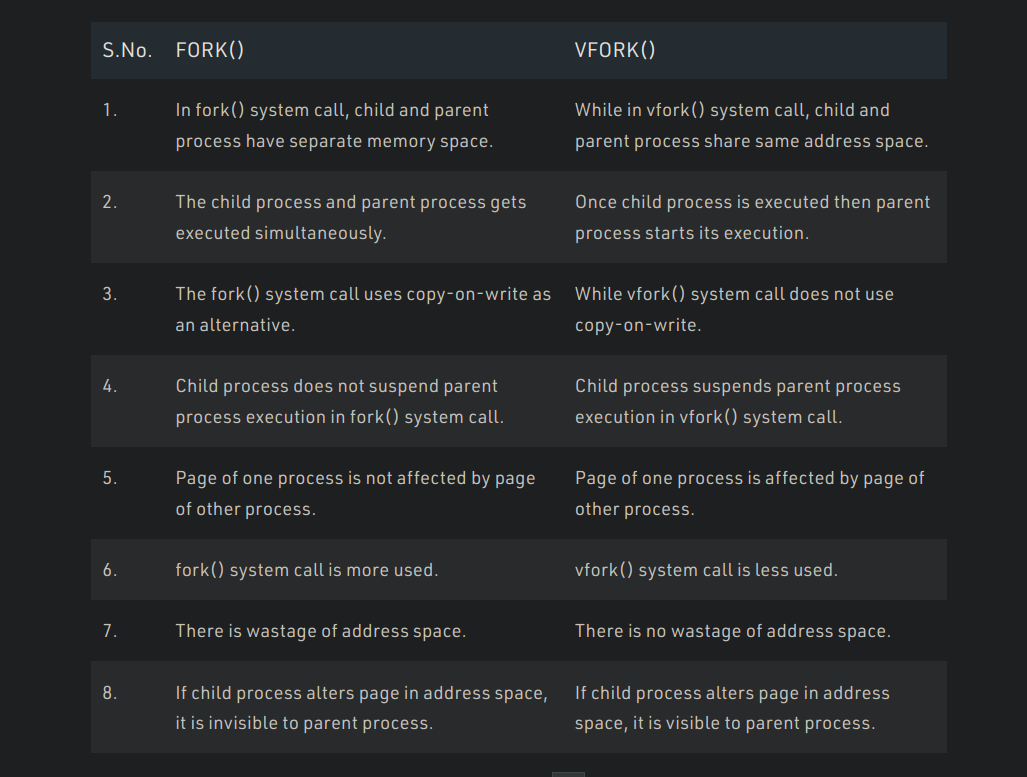 S.No. FORK() VFORK()
1. In fork() system call, child and parent While in vfork() system call, child and
process have separate memory space. parent process share same address space.
2. The child process and parent process gets Once child process is executed then parent
executed simultaneously. process starts its execution.
3. The fork() system call uses copy-on-write as While vfork() system call does not use
an alternative. copy-on-write.
4. Child process does not suspend parent Child process suspends parent process
process execution in fork() system call. execution in vfork() system call.
5. Page of one process is not affected by page Page of one process is affected by page of
of other process. other process.
6. fork() system call is more used. vfork() system call is less used.
7. There is wastage of address space. There is no wastage of address space.
8. If child process alters page in address space, If child process alters page in address
it is invisible to parent process. space, it is visible to parent process.